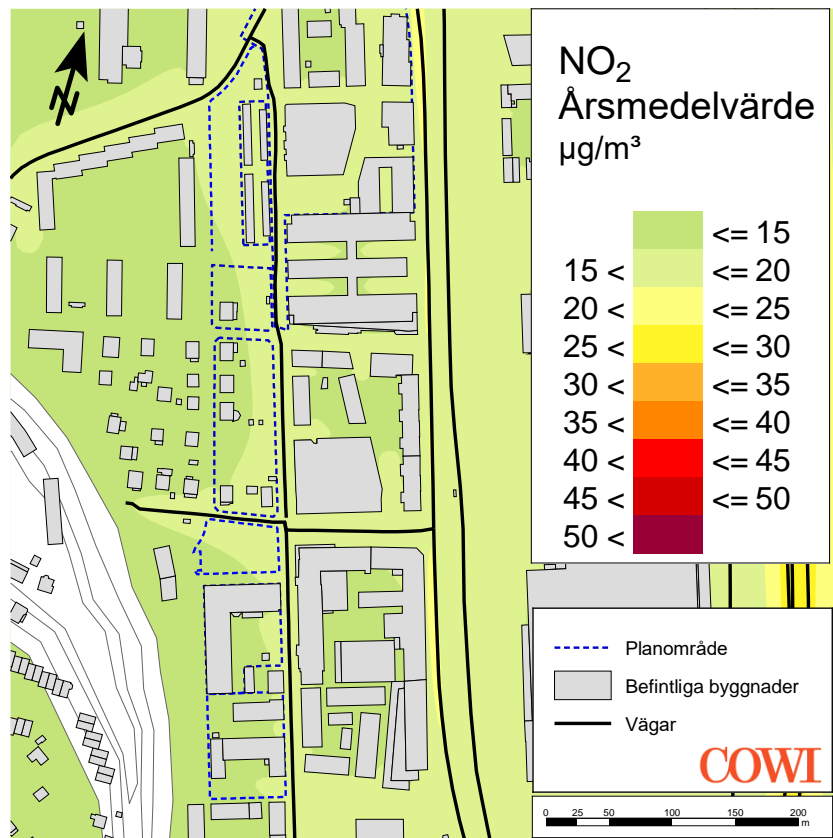 N
NO₂
Årsmedelvärde
µg/m³
<= 15
15 < <= 20
20 < <= 25
25 < <= 30
30 < <= 35
35 < <= 40
40 < <= 45
45 < <= 50
50 <
Planområde
Befintliga byggnader
Vägar
COWI
0 25 50 100 150 200
m